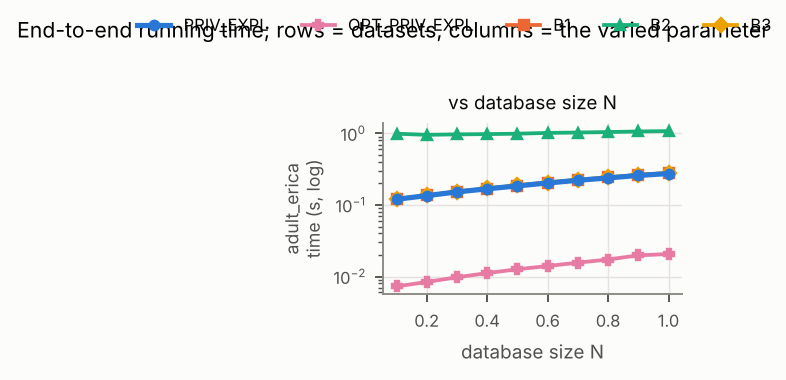 PRIV_EXPL OPT_PRIV_EXPL B1 B2 B3
End-to-end running time; rows = datasets, columns = the varied parameter
vs database size N
adult_erica
time (s, log)
10⁰
10⁻¹
10⁻²
0.2 0.4 0.6 0.8 1.0
database size N